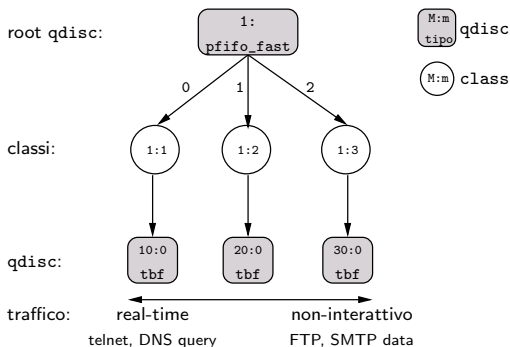 root qdisc:
1:
pfifo_fast
M:m
tipo
qdisc
M:m
class
0
1
2
classi:
1:1
1:2
1:3
qdisc:
10:0
tbf
20:0
tbf
30:0
tbf
traffico:
real-time
non-interattivo
telnet, DNS query
FTP, SMTP data